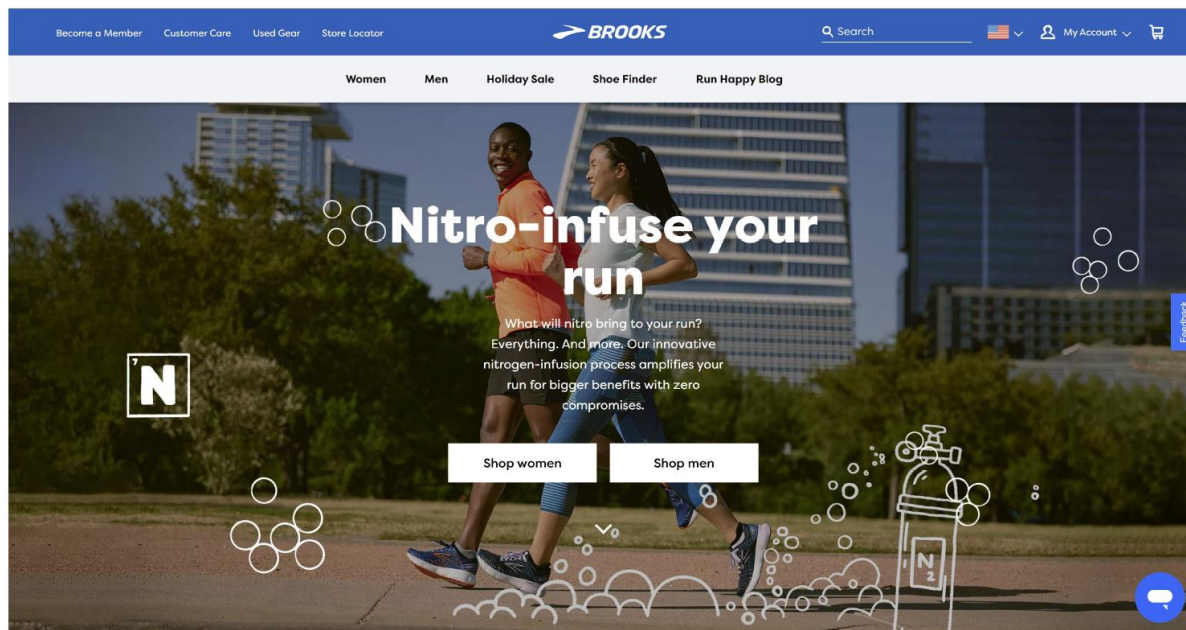 Become a Member
Customer Care
Used Gear
Store Locator
BROOKS
Search
My Account
Women
Men
Holiday Sale
Shoe Finder
Run Happy Blog
Nitro-infuse your
run
What will nitro bring to your run?
Everything. And more. Our innovative
nitrogen-infusion process amplifies your
run for bigger benefits with zero
compromises.
Feedback
7
N
Shop women
Shop men
N
2